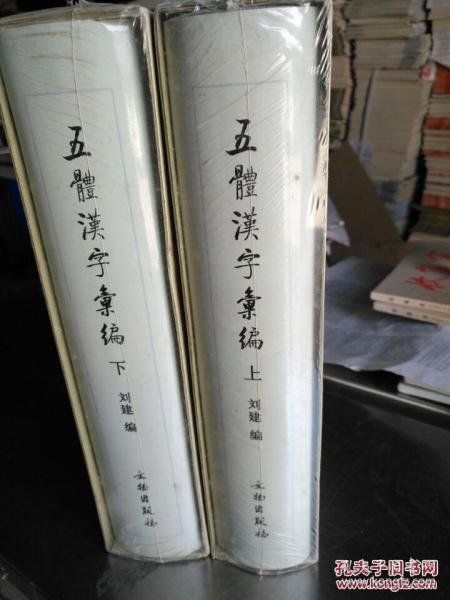 五體漢字彙編 下
刘建 编
文物出版社
五體漢字彙編 上
刘建 编
文物出版社
孔夫子旧书网
www.kongfz.com